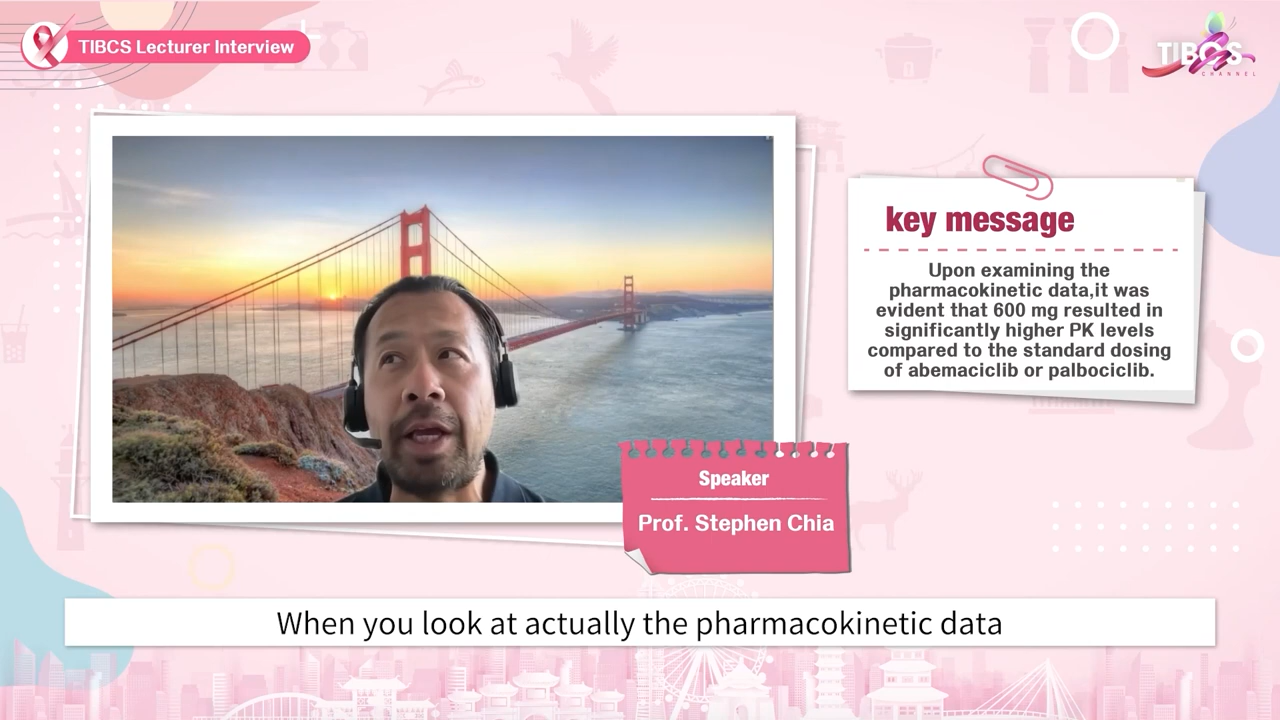 TIBCS Lecturer Interview
TIBCS
CHANNEL
key message
Upon examining the
pharmacokinetic data,it was
evident that 600 mg resulted in
significantly higher PK levels
compared to the standard dosing
of abemaciclib or palbociclib.
Speaker
Prof. Stephen Chia
When you look at actually the pharmacokinetic data